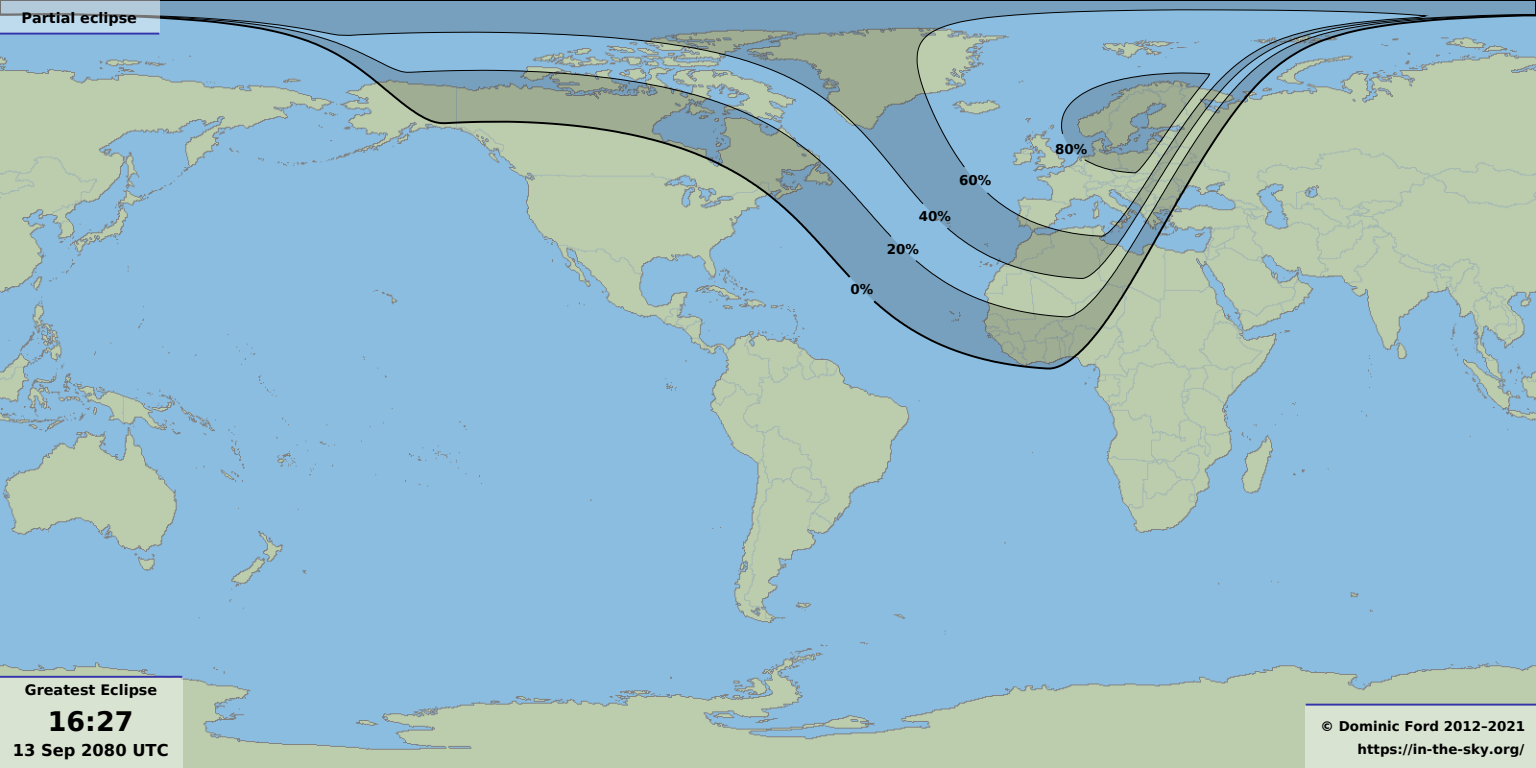 Partial eclipse
80%
60%
40%
20%
0%
Greatest Eclipse
16:27
13 Sep 2080 UTC
© Dominic Ford 2012–2021
https://in-the-sky.org/